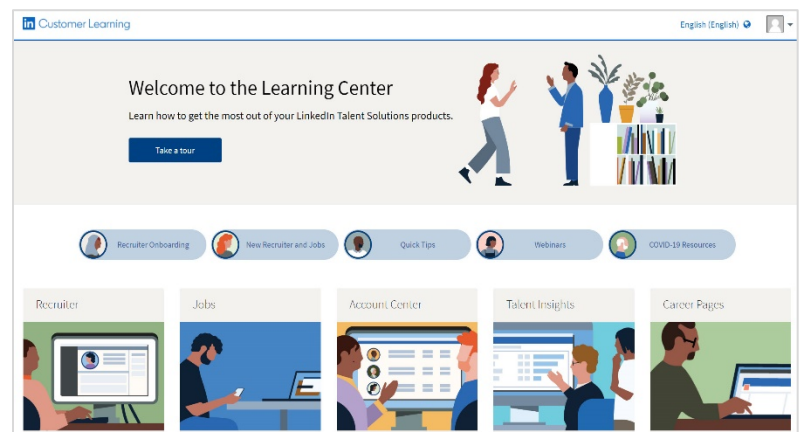 in Customer Learning
English (English)
Welcome to the Learning Center
Learn how to get the most out of your LinkedIn Talent Solutions products.
Take a tour
Recruiter Onboarding
New Recruiter and Jobs
Quick Tips
Webinars
COVID-19 Resources
Recruiter
Jobs
Account Center
Talent Insights
Career Pages